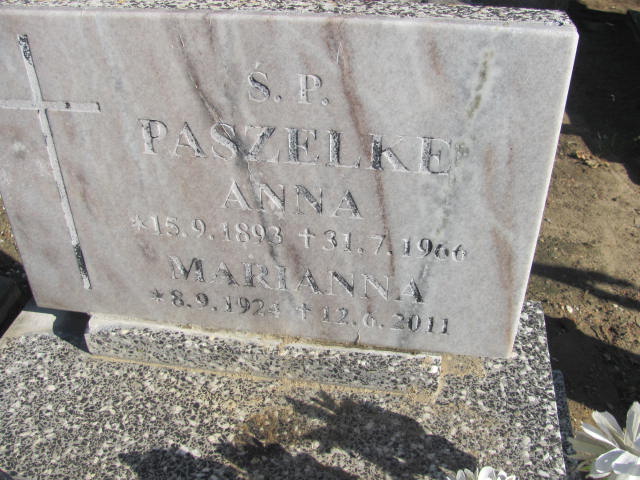 Ś. P.
PASZELKE
ANNA
*15.9.1893 +31.7.1966
MARIANNA
*8.9.1924 +12.6.2011